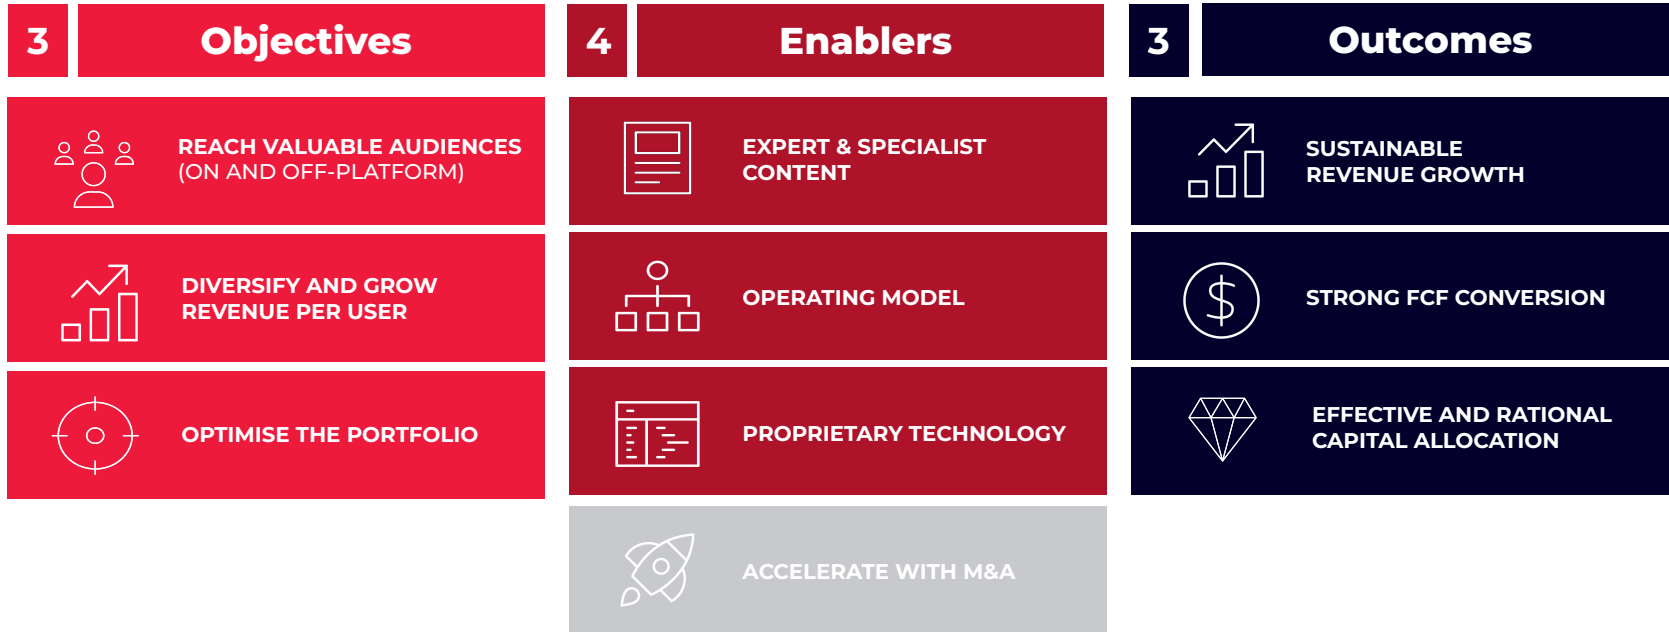 3
Objectives
REACH VALUABLE AUDIENCES
(ON AND OFF-PLATFORM)
DIVERSIFY AND GROW
REVENUE PER USER
OPTIMISE THE PORTFOLIO
4
Enablers
EXPERT & SPECIALIST
CONTENT
OPERATING MODEL
PROPRIETARY TECHNOLOGY
ACCELERATE WITH M&A
3
Outcomes
SUSTAINABLE
REVENUE GROWTH
$
STRONG FCF CONVERSION
EFFECTIVE AND RATIONAL
CAPITAL ALLOCATION